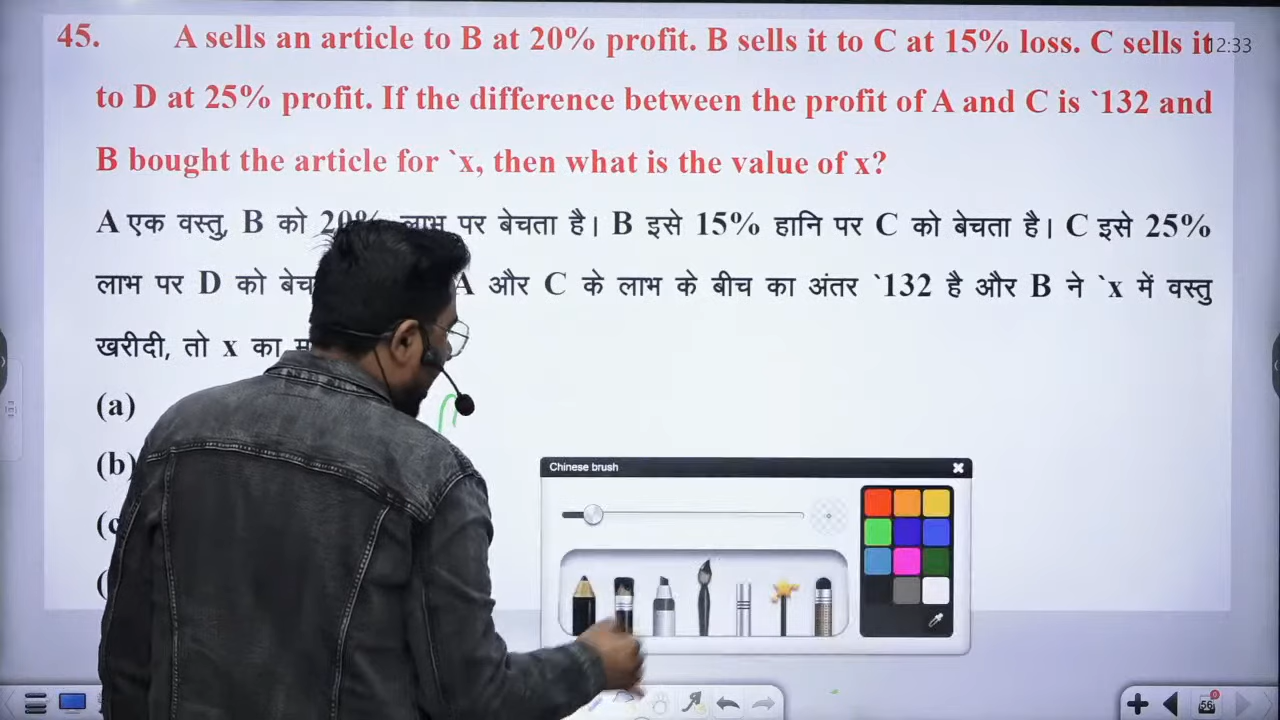 45. A sells an article to B at 20% profit. B sells it to C at 15% loss. C sells it
12:33
to D at 25% profit. If the difference between the profit of A and C is `132 and
B bought the article for `x, then what is the value of x?
A एक वस्तु, B को 20% लाभ पर बेचता है। B इसे 15% हानि पर C को बेचता है। C इसे 25%
लाभ पर D को A और C के लाभ के बीच का अंतर `132 है और B ने `x में वस्तु
खरीदी, तो x का
(a)
(b)
Chinese brush
56